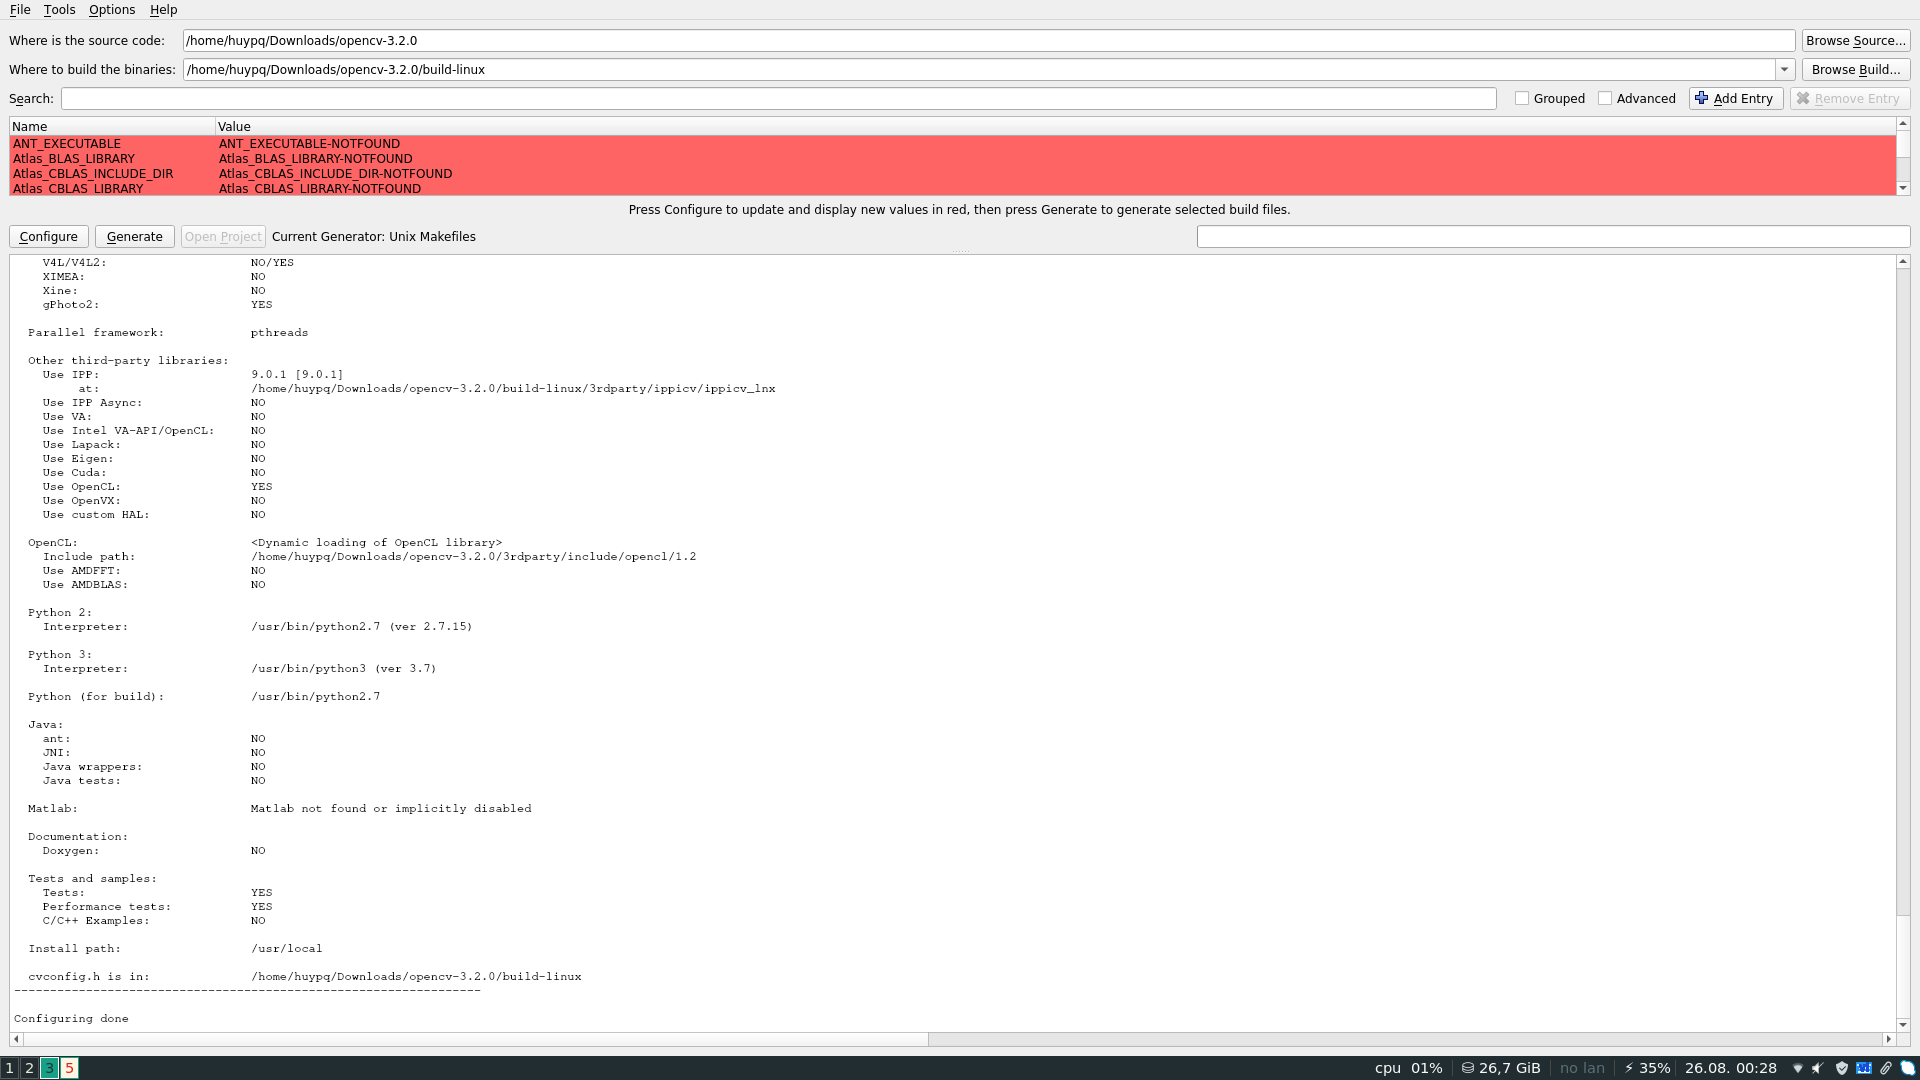 File Tools Options Help
Where is the source code: /home/huypq/Downloads/opencv-3.2.0 Browse Source...
Where to build the binaries: /home/huypq/Downloads/opencv-3.2.0/build-linux Browse Build...
Search: Grouped Advanced Add Entry Remove Entry
Name Value
ANT_EXECUTABLE ANT_EXECUTABLE-NOTFOUND
Atlas_BLAS_LIBRARY Atlas_BLAS_LIBRARY-NOTFOUND
Atlas_CBLAS_INCLUDE_DIR Atlas_CBLAS_INCLUDE_DIR-NOTFOUND
Atlas_CBLAS_LIBRARY Atlas_CBLAS_LIBRARY-NOTFOUND
Press Configure to update and display new values in red, then press Generate to generate selected build files.
Configure Generate Open Project Current Generator: Unix Makefiles
V4L/V4L2: NO/YES
XIMEA: NO
Xine: NO
gPhoto2: YES
Parallel framework: pthreads
Other third-party libraries:
Use IPP: 9.0.1 [9.0.1]
at: /home/huypq/Downloads/opencv-3.2.0/build-linux/3rdparty/ippicv/ippicv_lnx
Use IPP Async: NO
Use VA: NO
Use Intel VA-API/OpenCL: NO
Use Lapack: NO
Use Eigen: NO
Use Cuda: NO
Use OpenCL: YES
Use OpenVX: NO
Use custom HAL: NO
OpenCL: <Dynamic loading of OpenCL library>
Include path: /home/huypq/Downloads/opencv-3.2.0/3rdparty/include/opencl/1.2
Use AMDFFT: NO
Use AMDBLAS: NO
Python 2:
Interpreter: /usr/bin/python2.7 (ver 2.7.15)
Python 3:
Interpreter: /usr/bin/python3 (ver 3.7)
Python (for build): /usr/bin/python2.7
Java:
ant: NO
JNI: NO
Java wrappers: NO
Java tests: NO
Matlab: Matlab not found or implicitly disabled
Documentation:
Doxygen: NO
Tests and samples:
Tests: YES
Performance tests: YES
C/C++ Examples: NO
Install path: /usr/local
cvconfig.h is in: /home/huypq/Downloads/opencv-3.2.0/build-linux
-----------------------------------------------------------------
Configuring done
1 2 3 5 cpu 01% 26,7 GiB no lan 35% 26.08. 00:28